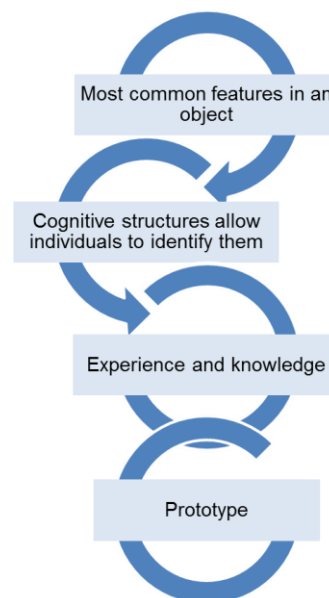 Most common features in an
object
Cognitive structures allow
individuals to identify them
Experience and knowledge
Prototype